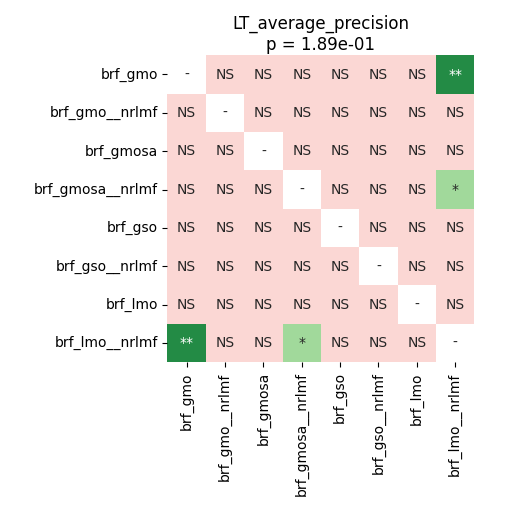 LT_average_precision
p = 1.89e-01
brf_gmo - NS NS NS NS NS NS **
brf_gmo__nrlmf NS - NS NS NS NS NS NS
brf_gmosa NS NS - NS NS NS NS NS
brf_gmosa__nrlmf NS NS NS - NS NS NS *
brf_gso NS NS NS NS - NS NS NS
brf_gso__nrlmf NS NS NS NS NS - NS NS
brf_lmo NS NS NS NS NS NS - NS
brf_lmo__nrlmf ** NS NS * NS NS NS -
brf_gmo
brf_gmo__nrlmf
brf_gmosa
brf_gmosa__nrlmf
brf_gso
brf_gso__nrlmf
brf_lmo
brf_lmo__nrlmf